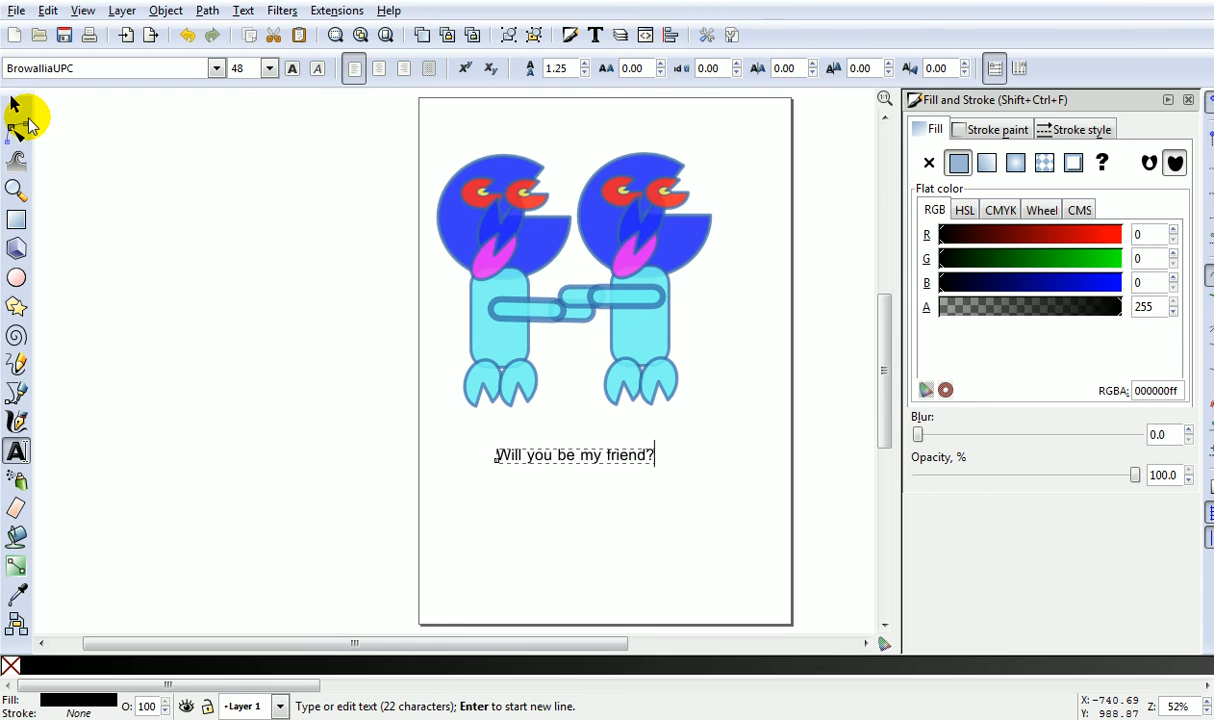 File Edit View Layer Object Path Text Filters Extensions Help
BrowalliaUPC 48 1.25 0.00 0.00 0.00 0.00 0.00
Fill and Stroke (Shift+Ctrl+F)
Fill Stroke paint Stroke style
Flat color
RGB HSL CMYK Wheel CMS
R 0
G 0
B 0
A 255
RGBA: 000000ff
Blur:
0.0
Opacity, %
100.0
Will you be my friend?
Fill:
Stroke: None
O: 100
Layer 1
Type or edit text (22 characters); Enter to start new line.
X: -740.69
Y: 988.87
Z: 52%